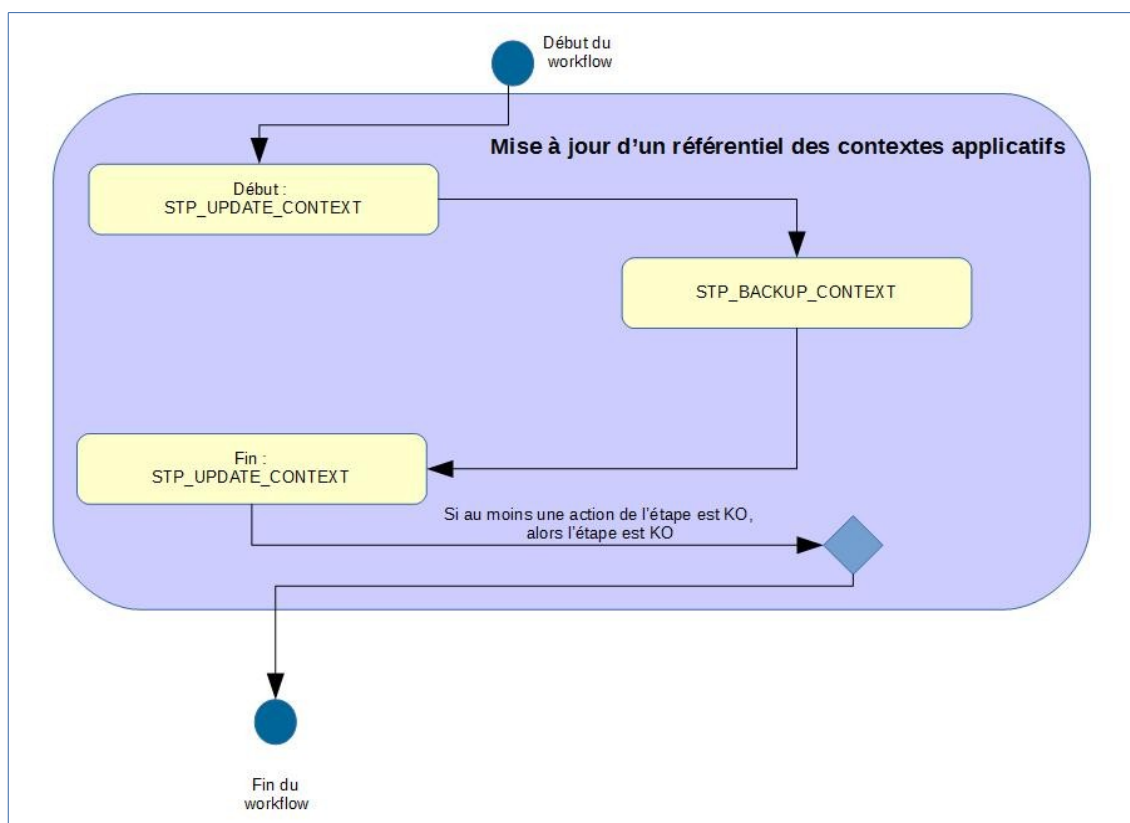 Début du
workflow
Mise à jour d’un référentiel des contextes applicatifs
Début :
STP_UPDATE_CONTEXT
STP_BACKUP_CONTEXT
Fin :
STP_UPDATE_CONTEXT
Si au moins une action de l’étape est KO,
alors l’étape est KO
Fin du
workflow